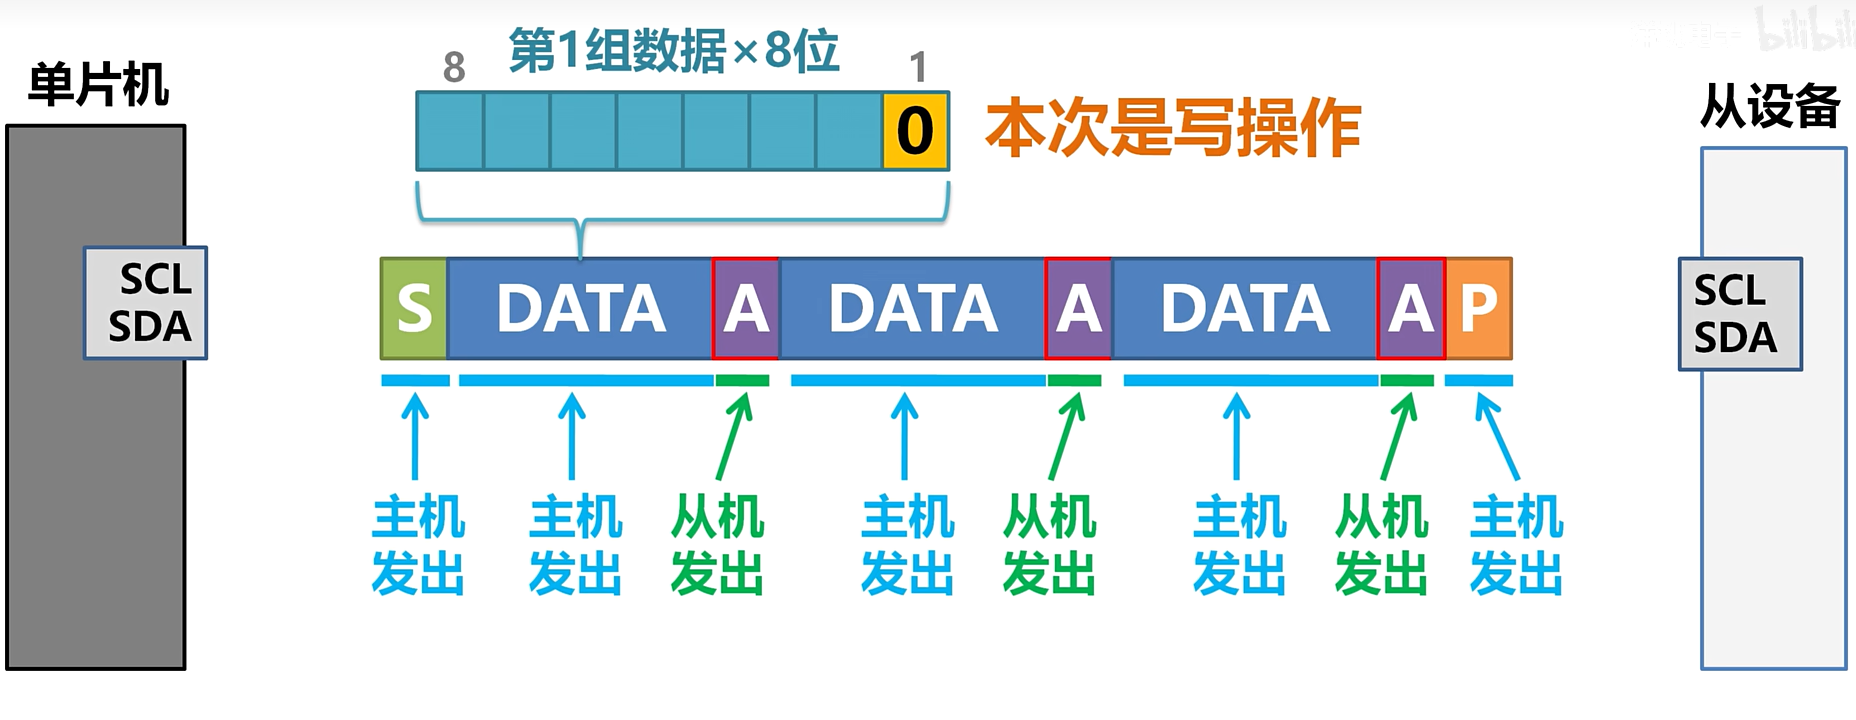 第1组数据×8位
8
1
单片机
0
本次是写操作
从设备
SCL
SDA
S
DATA
A
DATA
A
DATA
A
P
SCL
SDA
主机
发出
主机
发出
从机
发出
主机
发出
从机
发出
主机
发出
从机
发出
主机
发出
bilibili